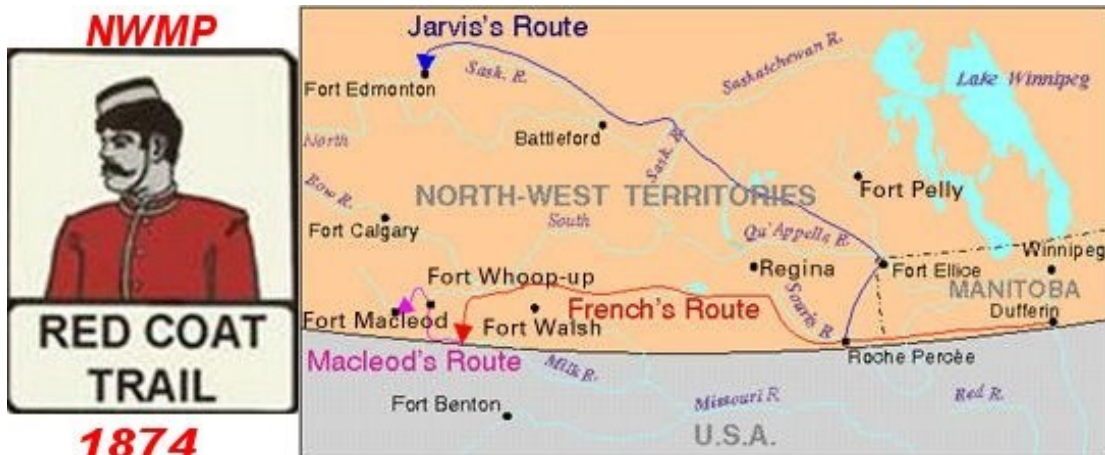 NWMP
RED COAT
TRAIL
1874
Jarvis's Route
Sask. R.
Saskatchewan R.
Lake Winnipeg
Fort Edmonton
North
Battleford
Sask. R.
Bow R.
NORTH-WEST TERRITORIES
Fort Pelly
Fort Calgary
South
Qu'Appelle R.
Winnipeg
Fort Whoop-up
Regina
Fort Ellice
MANITOBA
Fort Macleod
Fort Walsh
French's Route
Souris R.
Dufferin
Macleod's Route
Milk R.
Roche Percée
Fort Benton
Missouri R
Red R.
U.S.A.